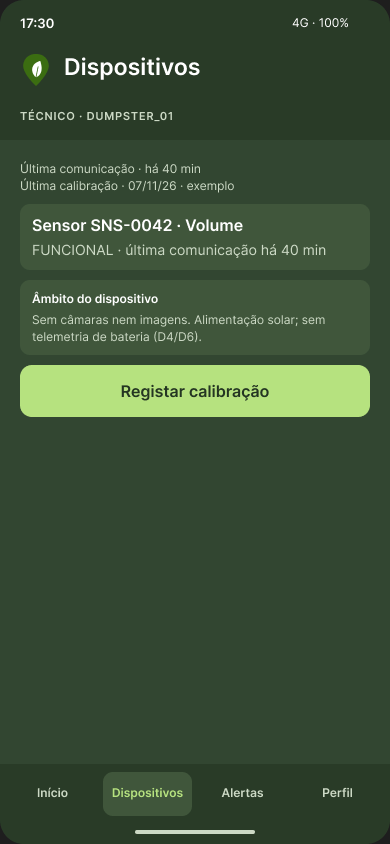 17:30
4G · 100%
Dispositivos
TÉCNICO · DUMPSTER_01
Última comunicação · há 40 min
Última calibração · 07/11/26 · exemplo
Sensor SNS-0042 · Volume
FUNCIONAL · última comunicação há 40 min
Âmbito do dispositivo
Sem câmaras nem imagens. Alimentação solar; sem
telemetria de bateria (D4/D6).
Registar calibração
Início
Dispositivos
Alertas
Perfil